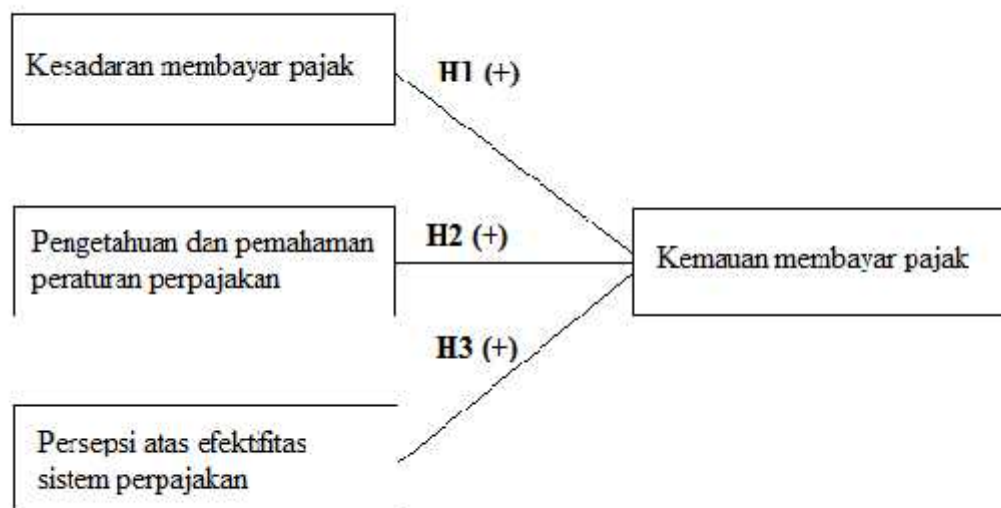 Kesadaran membayar pajak
H1 (+)
Pengetahuan dan pemahaman
peraturan perpajakan
H2 (+)
Kemauan membayar pajak
H3 (+)
Persepsi atas efektifitas
sistem perpajakan